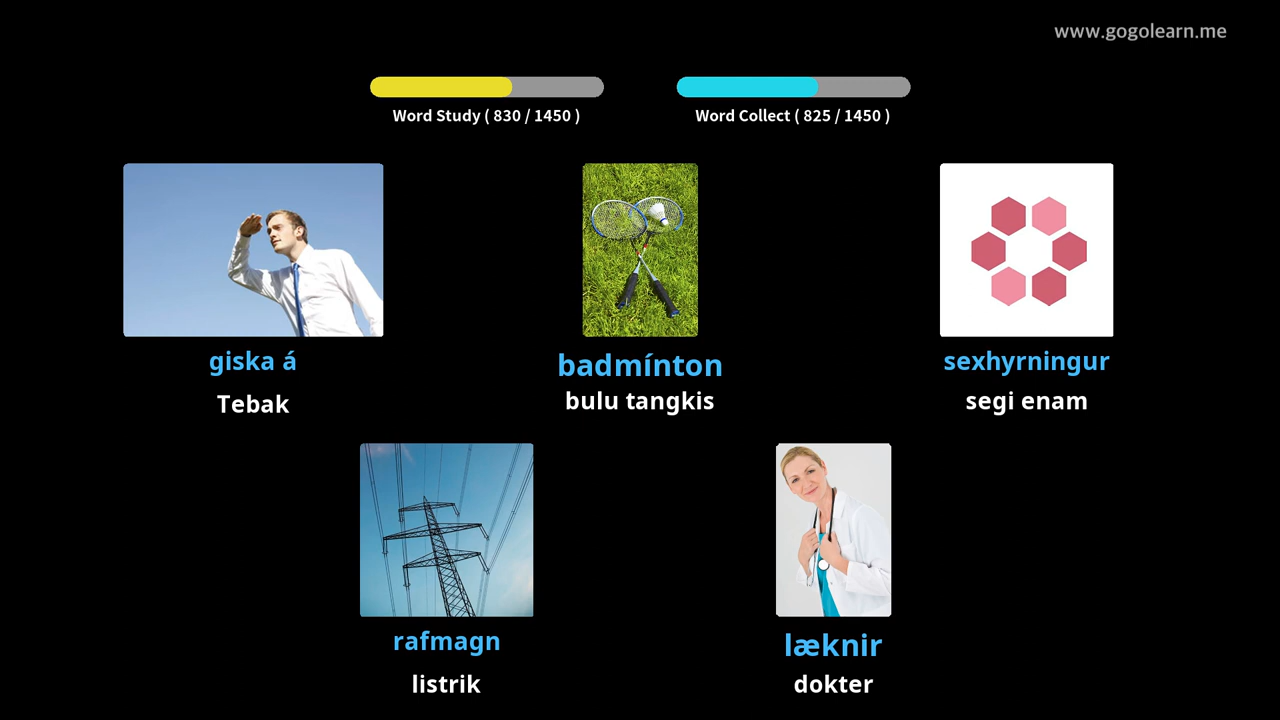 www.gogolearn.me
Word Study ( 830 / 1450 )
Word Collect ( 825 / 1450 )
giska á
Tebak
badmínton
bulu tangkis
sexhyrningur
segi enam
rafmagn
listrik
læknir
dokter